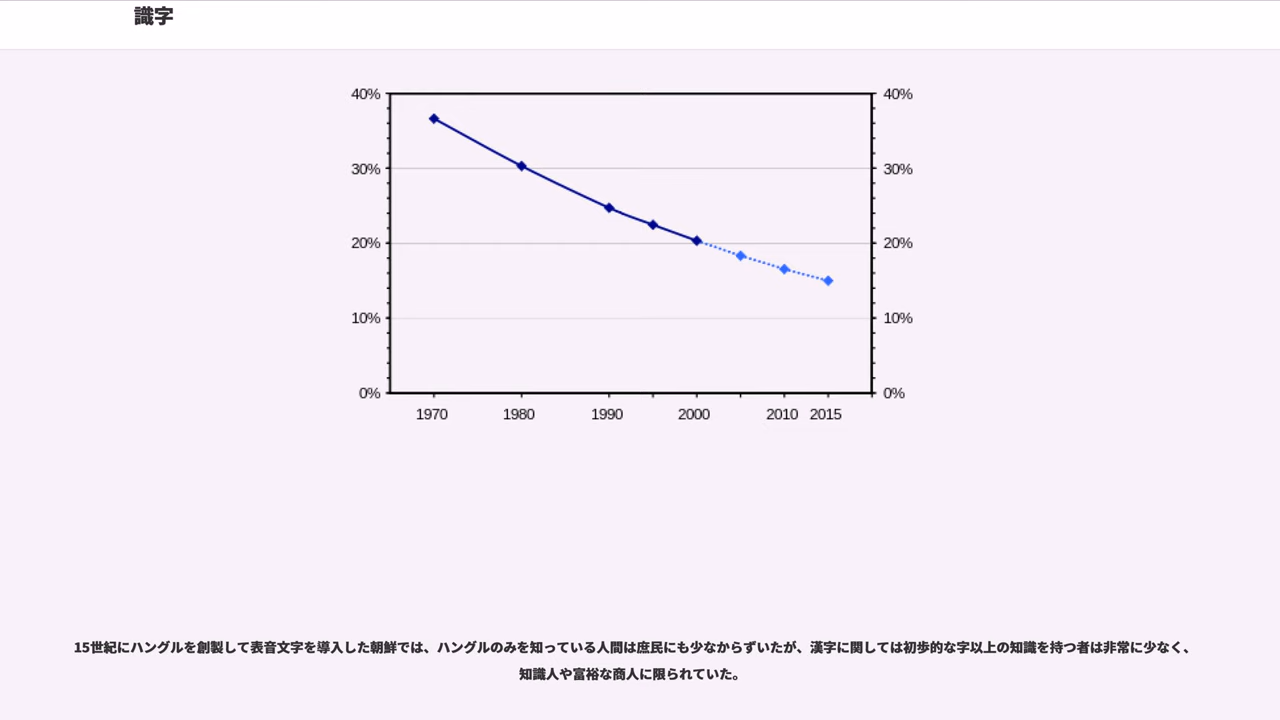 識字
40% 40%
30% 30%
20% 20%
10% 10%
0% 0%
1970 1980 1990 2000 2010 2015
15世紀にハングルを創製して表音文字を導入した朝鮮では、ハングルのみを知っている人間は庶民にも少なからずいたが、漢字に関しては初歩的な字以上の知識を持つ者は非常に少なく、
知識人や富裕な商人に限られていた。